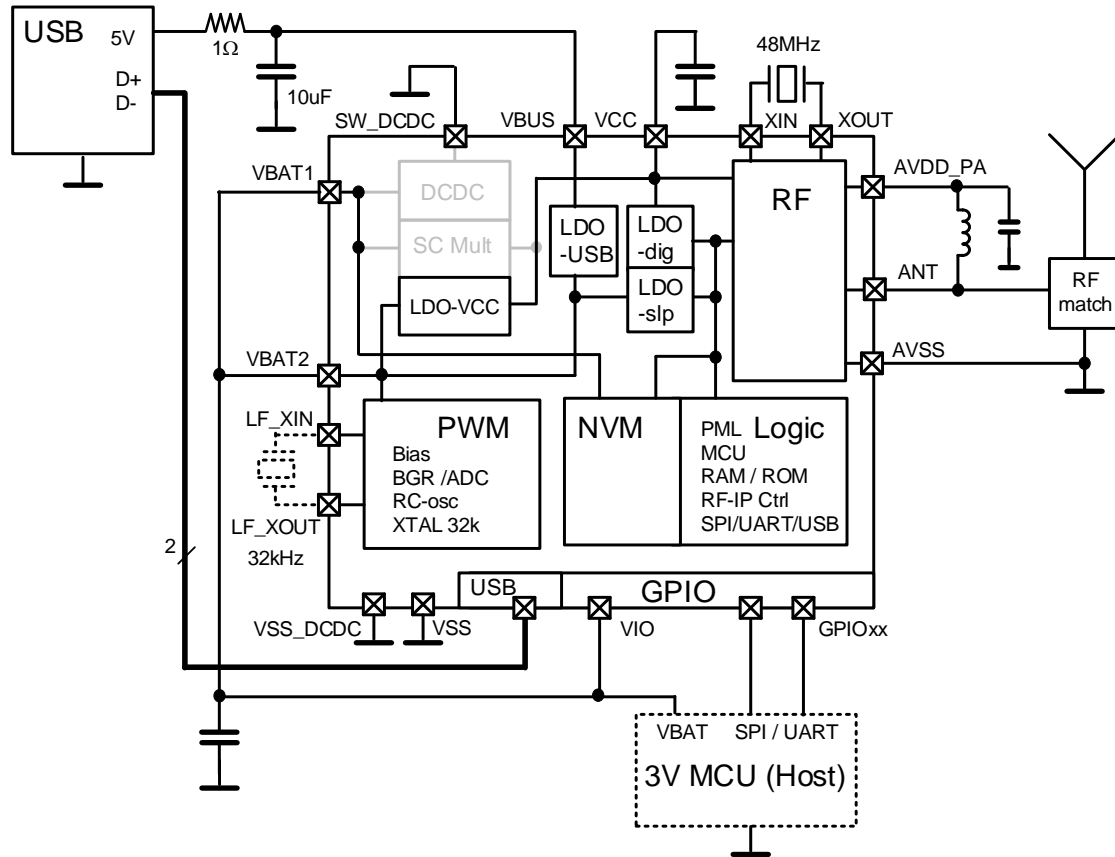 USB
5V
D+
D-
1Ω
10uF
48MHz
SW_DCDC
VBUS
VCC
XIN
XOUT
VBAT1
AVDD_PA
DCDC
SC Mult
LDO-VCC
LDO
-USB
LDO
-dig
LDO
-slp
RF
ANT
RF
match
AVSS
VBAT2
LF_XIN
LF_XOUT
32kHz
PWM
Bias
BGR /ADC
RC-osc
XTAL 32k
NVM
Logic
PML
MCU
RAM / ROM
RF-IP Ctrl
SPI/UART/USB
2
USB
GPIO
VSS_DCDC
VSS
VIO
GPIOxx
VBAT
SPI / UART
3V MCU (Host)